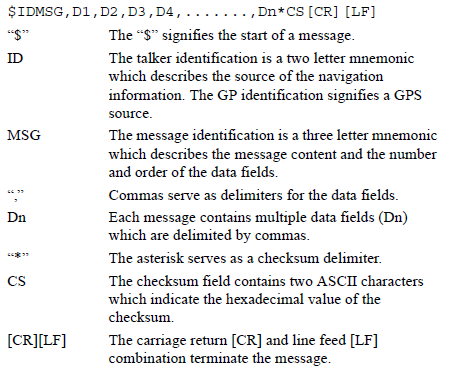 $IDMSG,D1,D2,D3,D4,.......,Dn*CS[CR][LF]
“$” The “$” signifies the start of a message.
ID The talker identification is a two letter mnemonic
which describes the source of the navigation
information. The GP identification signifies a GPS
source.
MSG The message identification is a three letter mnemonic
which describes the message content and the number
and order of the data fields.
“,” Commas serve as delimiters for the data fields.
Dn Each message contains multiple data fields (Dn)
which are delimited by commas.
“*” The asterisk serves as a checksum delimiter.
CS The checksum field contains two ASCII characters
which indicate the hexadecimal value of the
checksum.
[CR][LF] The carriage return [CR] and line feed [LF]
combination terminate the message.